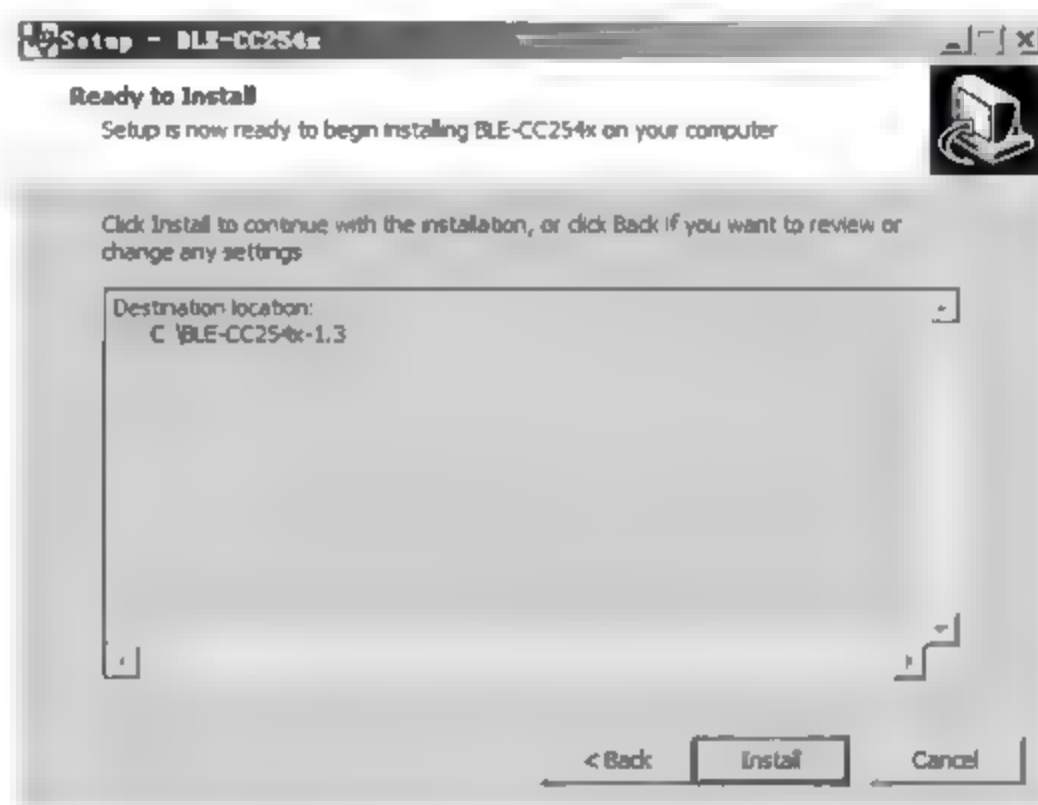 Setup - BLE-CC254x
Ready to Install
Setup is now ready to begin installing BLE-CC254x on your computer
Click Install to continue with the installation, or click Back if you want to review or
change any settings
Destination location:
C \BLE-CC254x-1.3
< Back
Install
Cancel